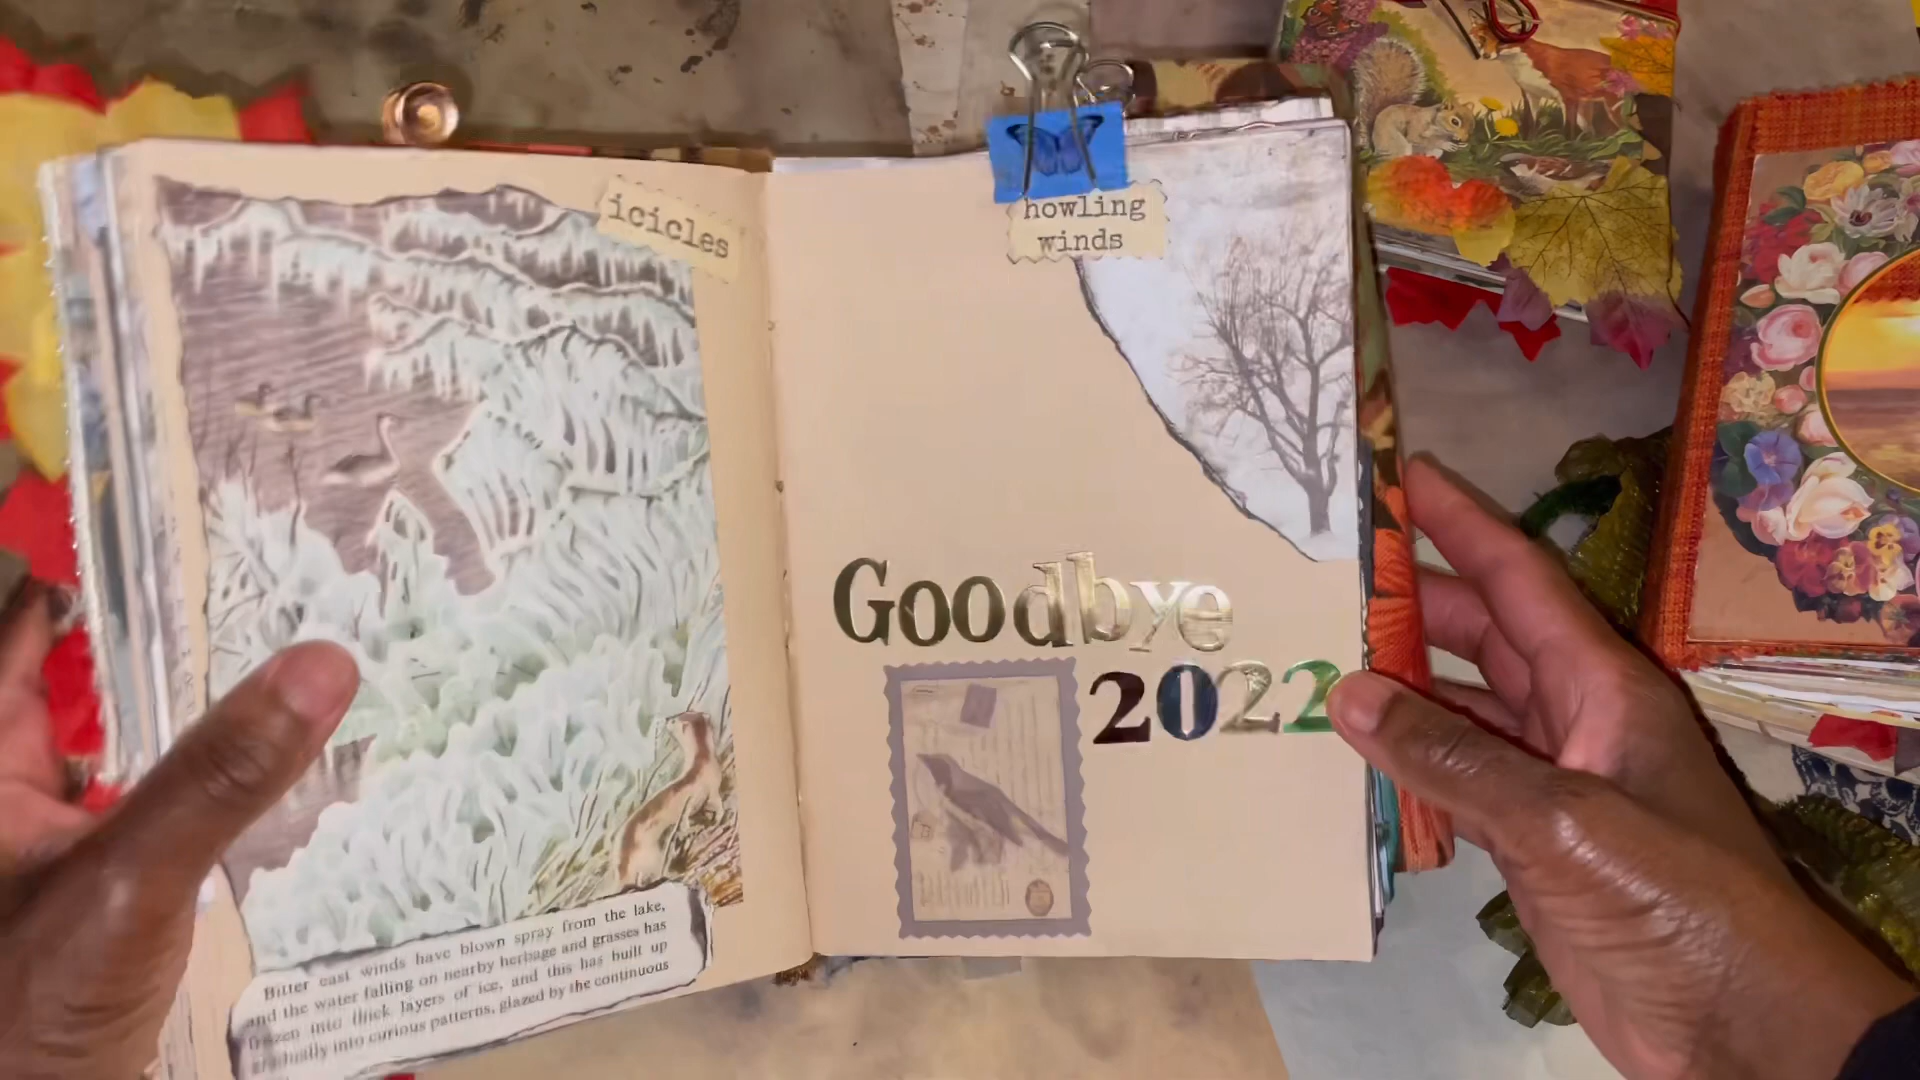 icicles
Bitter east winds have blown spray from the lake,
and the water falling on nearby herbage and grasses has
frozen into thick layers of ice, and this has built up
gradually into curious patterns, glazed by the continuous
howling
winds
Goodbye
2022